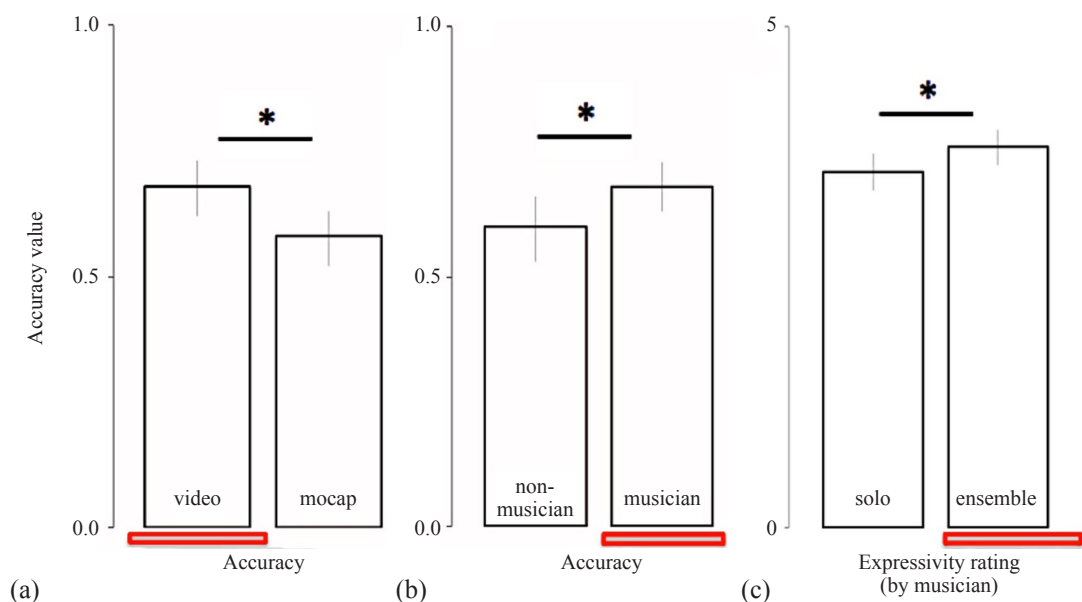 1.0
0.5
0.0
Accuracy value
*
video
mocap
Accuracy
(a)
1.0
0.5
0.0
*
non-
musician
musician
Accuracy
(b)
5
0
*
solo
ensemble
Expressivity rating
(by musician)
(c)